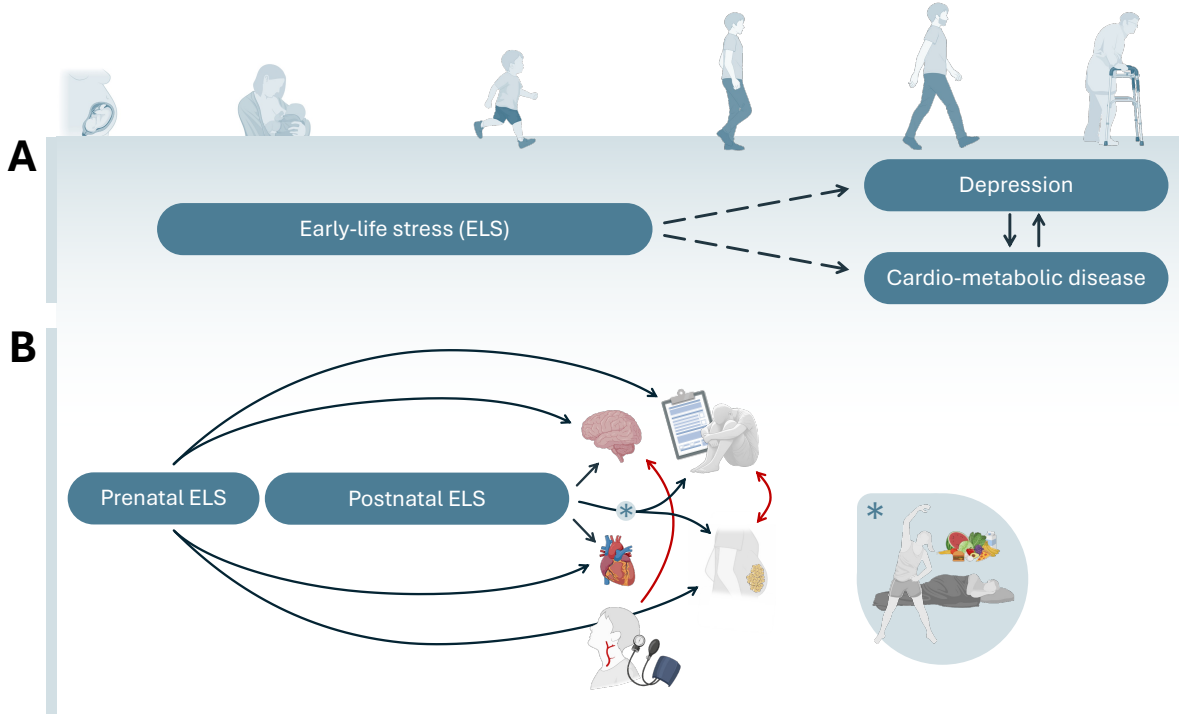 A
Early-life stress (ELS)
Depression
Cardio-metabolic disease
B
Prenatal ELS
Postnatal ELS
*
*